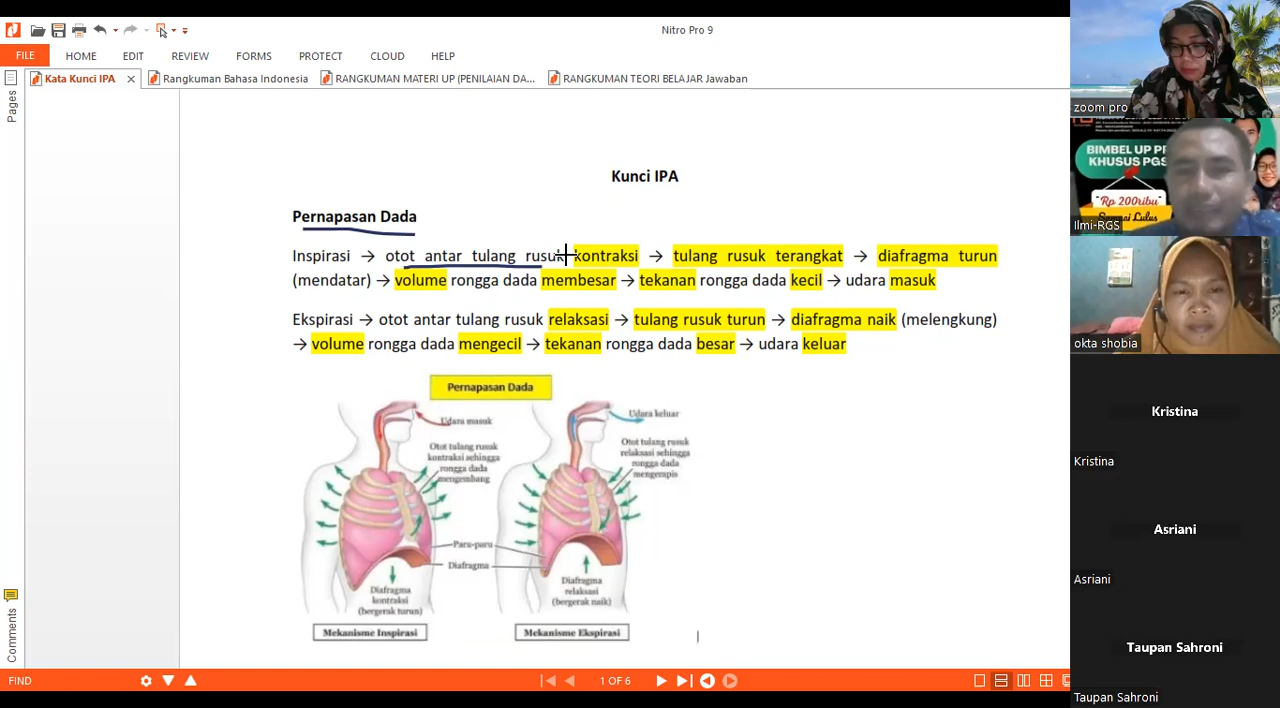 Nitro Pro 9
FILE HOME EDIT REVIEW FORMS PROTECT CLOUD HELP
Kata Kunci IPA Rangkuman Bahasa Indonesia RANGKUMAN MATERI UP (PENILAIAN DA... RANGKUMAN TEORI BELAJAR Jawaban
Pages
Kunci IPA
Pernapasan Dada
Inspirasi → otot antar tulang rusuk kontraksi → tulang rusuk terangkat → diafragma turun
(mendatar) → volume rongga dada membesar → tekanan rongga dada kecil → udara masuk
Ekspirasi → otot antar tulang rusuk relaksasi → tulang rusuk turun → diafragma naik (melengkung)
→ volume rongga dada mengecil → tekanan rongga dada besar → udara keluar
Pernapasan Dada
Udara masuk
Otot tulang rusuk
kontraksi sehingga
rongga dada
mengembang
Udara keluar
Otot tulang rusuk
relaksasi sehingga
rongga dada
mengempis
Paru-paru
Diafragma
Diafragma
kontraksi
(bergerak turun)
Diafragma
relaksasi
(bergerak naik)
Mekanisme Inspirasi
Mekanisme Ekspirasi
Comments
FIND
1 OF 6
zoom pro
BIMBEL UP
KHUSUS PGS
"Rp 200ribu
Sampai Lulus
Ilmi-RGS
okta shobia
Kristina
Kristina
Asriani
Asriani
Taupan Sahroni
Taupan Sahroni